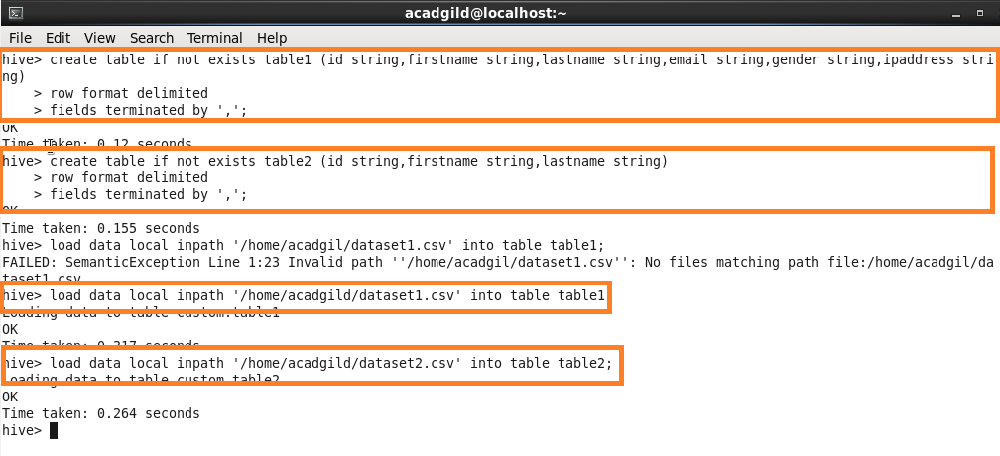 acadgild@localhost:~
File Edit View Search Terminal Help
hive> create table if not exists table1 (id string,firstname string,lastname string,email string,gender string,ipaddress stri
ng)
    > row format delimited
    > fields terminated by ',';
OK
Time taken: 0.12 seconds
hive> create table if not exists table2 (id string,firstname string,lastname string)
    > row format delimited
    > fields terminated by ',';
OK
Time taken: 0.155 seconds
hive> load data local inpath '/home/acadgil/dataset1.csv' into table table1;
FAILED: SemanticException Line 1:23 Invalid path ''/home/acadgil/dataset1.csv'': No files matching path file:/home/acadgil/da
taset1.csv
hive> load data local inpath '/home/acadgild/dataset1.csv' into table table1
Loading data to table custom.table1
OK
Time taken: 0.317 seconds
hive> load data local inpath '/home/acadgild/dataset2.csv' into table table2;
Loading data to table custom.table2
OK
Time taken: 0.264 seconds
hive>